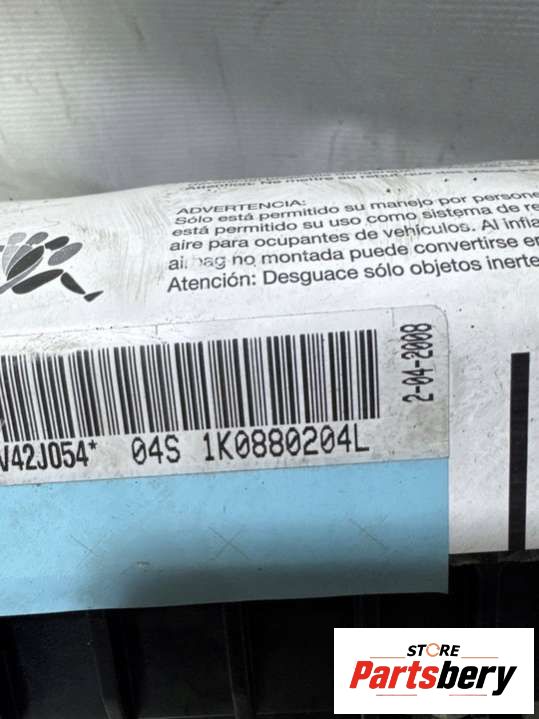 ADVERTENCIA:
Sólo está permitido su manejo por persone
está permitido su uso como sistema de re
aire para ocupantes de vehículos. Al infla
airbag no montada puede convertirse en
Atención: Desguace sólo objetos inerte
2-04-2008
V42J054* 04S 1K0880204L
STORE
Partsbery